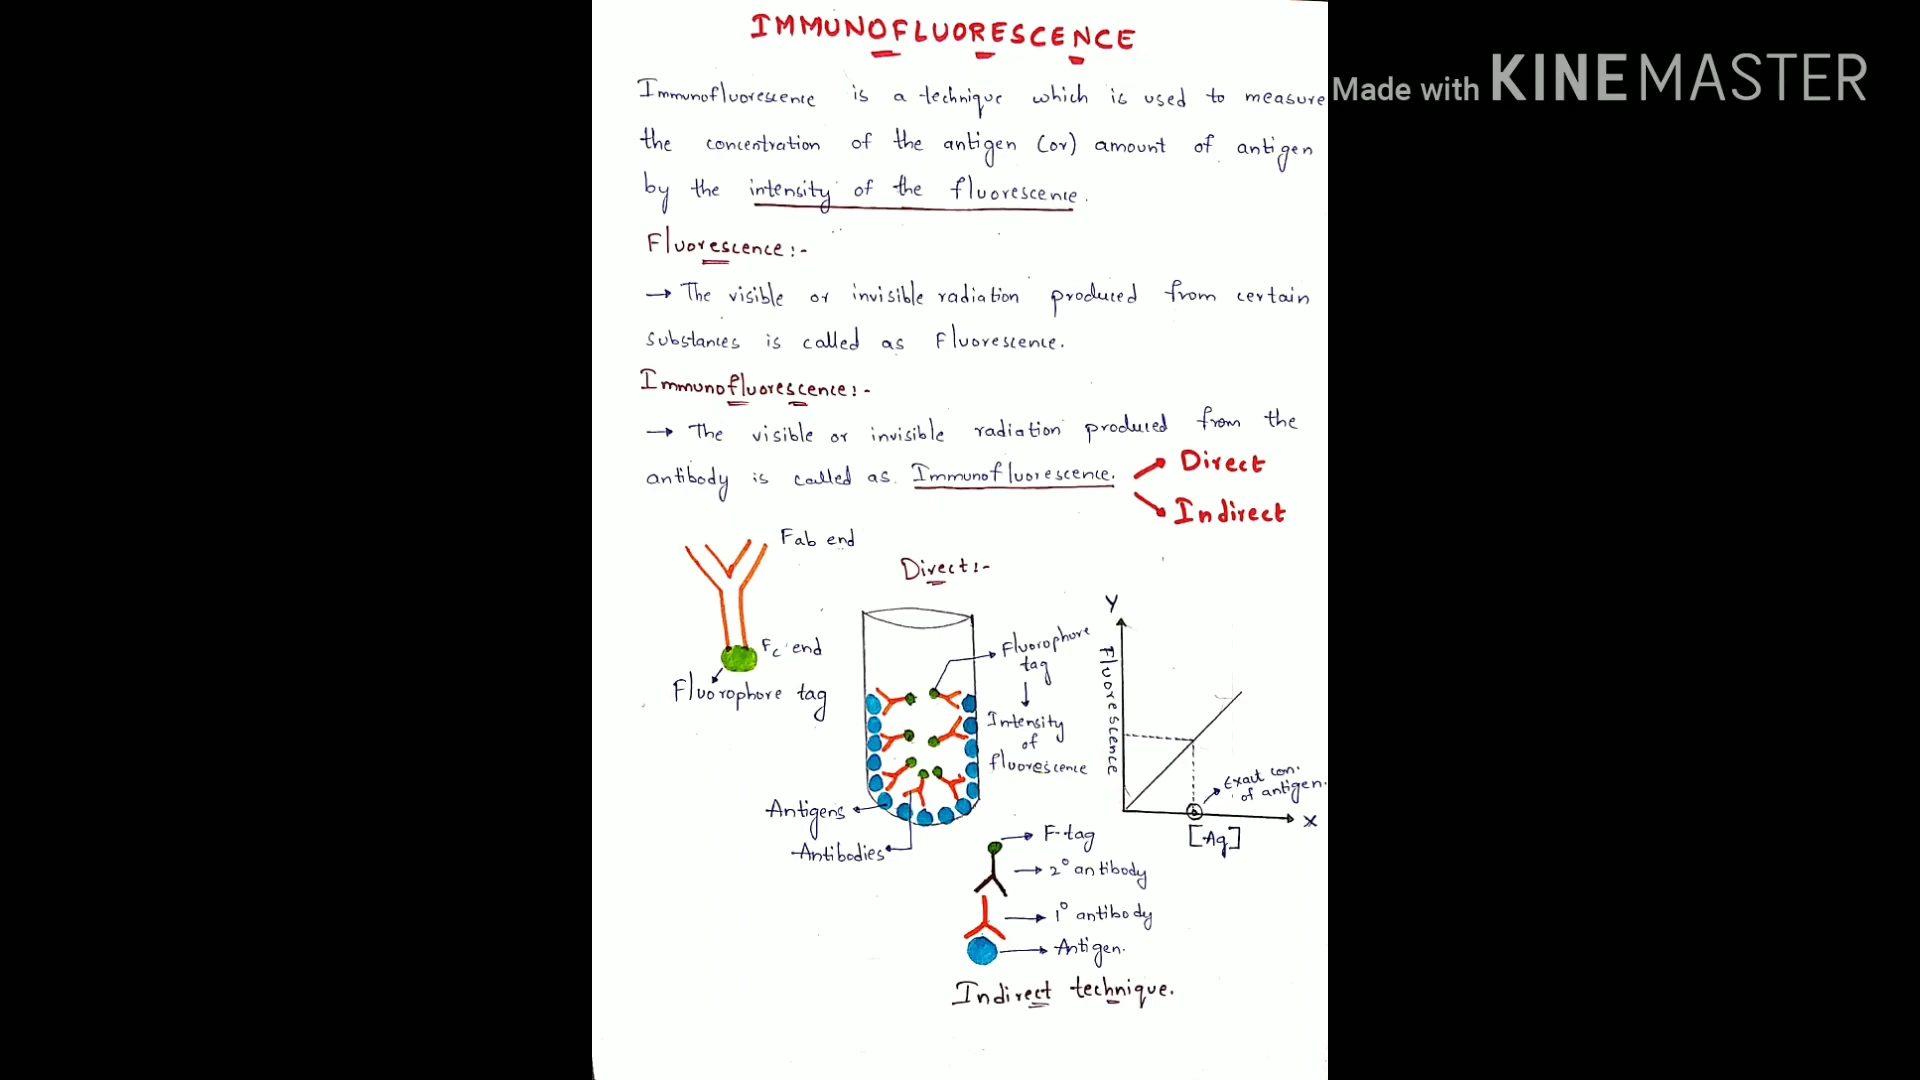 IMMUNOFLUORESCENCE
Made with KINEMASTER
Immunofluorescence is a technique which is used to measure
the concentration of the antigen (or) amount of antigen
by the intensity of the fluorescence.
Fluorescence:-
→ The visible or invisible radiation produced from certain
substances is called as Fluorescence.
Immunofluorescence:-
→ The visible or invisible radiation produced from the
antibody is called as Immunofluorescence.
Direct
Indirect
Fab end
Fc end
Fluorophore tag
Direct:-
Fluorophore
tag
↓
Intensity
of
fluorescence
Antigens
Antibodies
Y
Fluorescence
Exact con.
of antigen.
X
[Ag]
F-tag
2° antibody
1° antibody
Antigen.
Indirect technique.